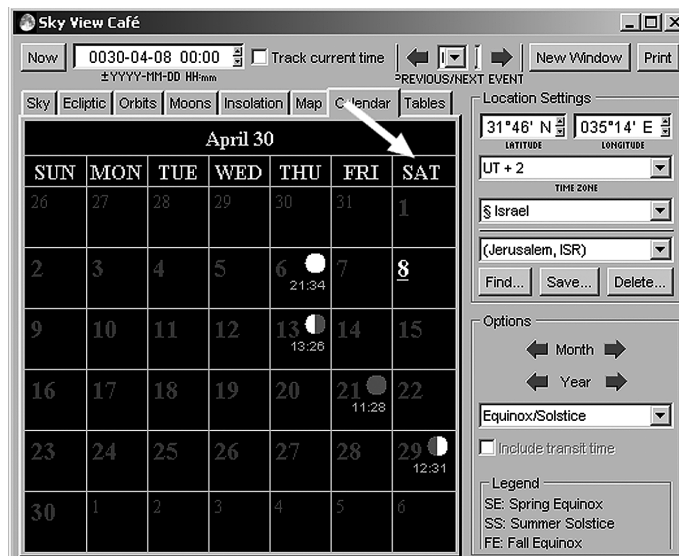 Sky View Café
Now
0030-04-08 00:00
Track current time
New Window
Print
±YYYY-MM-DD HH:mm
PREVIOUS/NEXT EVENT
Sky
Ecliptic
Orbits
Moons
Insolation
Map
Calendar
Tables
April 30
SUN MON TUE WED THU FRI SAT
26 27 28 29 30 31 1
2 3 4 5 6 7 8
21:34
9 10 11 12 13 14 15
13:26
16 17 18 19 20 21 22
11:28
23 24 25 26 27 28 29
12:31
30 1 2 3 4 5 6
Location Settings
31°46' N 035°14' E
LATITUDE LONGITUDE
UT + 2
TIME ZONE
§ Israel
(Jerusalem, ISR)
Find... Save... Delete...
Options
Month
Year
Equinox/Solstice
Include transit time
Legend
SE: Spring Equinox
SS: Summer Solstice
FE: Fall Equinox